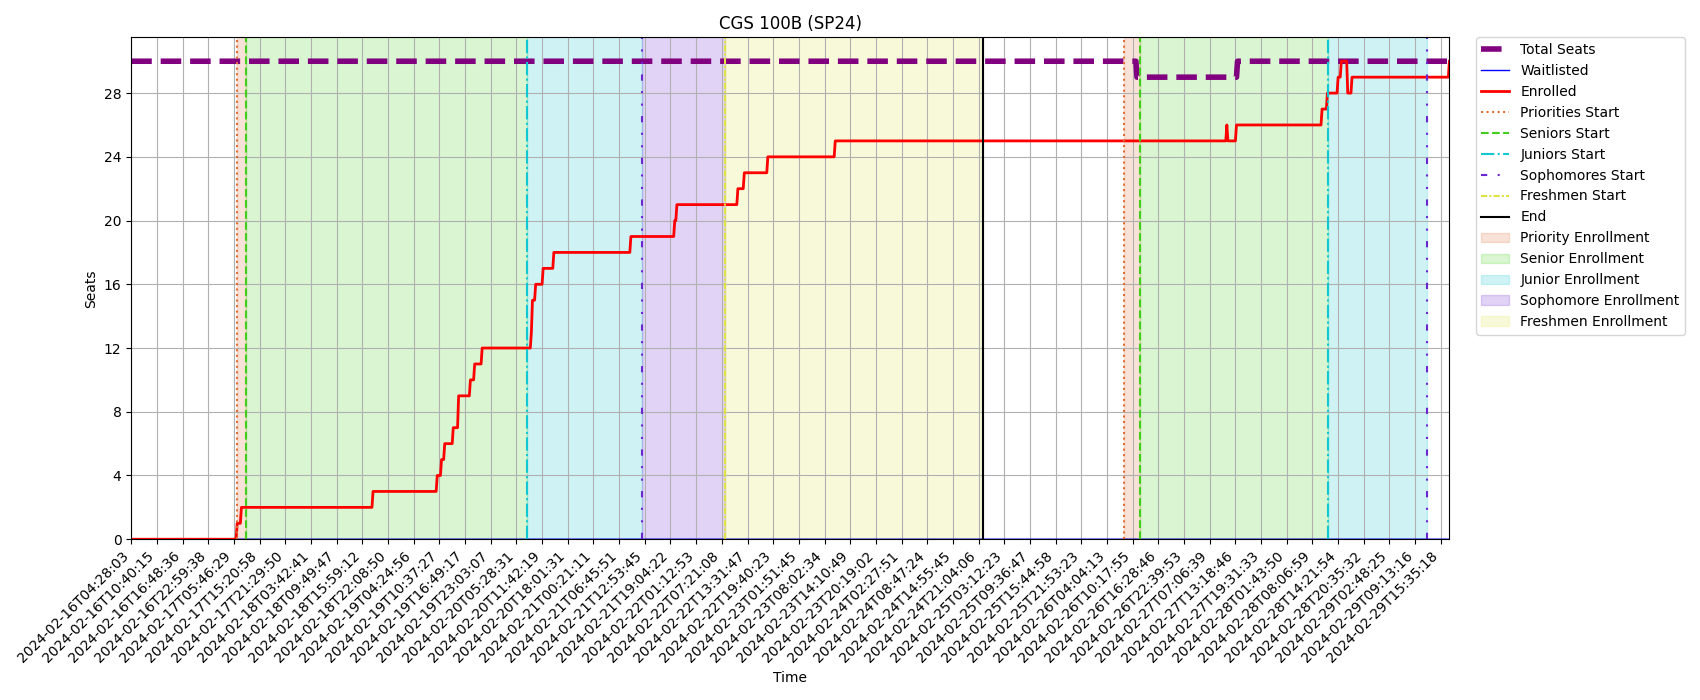 CGS 100B (SP24)
Seats
28
24
20
16
12
8
4
0
2024-02-16T04:28:03
2024-02-16T10:40:15
2024-02-16T16:48:36
2024-02-16T22:59:38
2024-02-17T05:46:29
2024-02-17T15:20:58
2024-02-17T21:29:50
2024-02-18T03:42:41
2024-02-18T09:49:47
2024-02-18T15:59:12
2024-02-18T22:08:50
2024-02-19T04:24:56
2024-02-19T10:37:27
2024-02-19T16:49:17
2024-02-19T23:03:07
2024-02-20T05:28:31
2024-02-20T11:42:19
2024-02-20T18:01:31
2024-02-21T00:21:11
2024-02-21T06:45:51
2024-02-21T12:53:45
2024-02-21T19:04:22
2024-02-22T01:12:53
2024-02-22T07:21:08
2024-02-22T13:31:47
2024-02-22T19:40:23
2024-02-23T01:51:45
2024-02-23T08:02:34
2024-02-23T14:10:49
2024-02-23T20:19:02
2024-02-24T02:27:51
2024-02-24T08:47:24
2024-02-24T14:55:45
2024-02-24T21:04:06
2024-02-25T03:12:23
2024-02-25T09:36:47
2024-02-25T15:44:58
2024-02-25T21:53:23
2024-02-26T04:04:13
2024-02-26T10:17:55
2024-02-26T16:28:46
2024-02-26T22:39:53
2024-02-27T07:06:39
2024-02-27T13:18:46
2024-02-27T19:31:33
2024-02-28T01:43:50
2024-02-28T08:06:59
2024-02-28T14:21:54
2024-02-28T20:35:32
2024-02-29T02:48:25
2024-02-29T09:13:16
2024-02-29T15:35:18
Time
Total Seats
Waitlisted
Enrolled
Priorities Start
Seniors Start
Juniors Start
Sophomores Start
Freshmen Start
End
Priority Enrollment
Senior Enrollment
Junior Enrollment
Sophomore Enrollment
Freshmen Enrollment